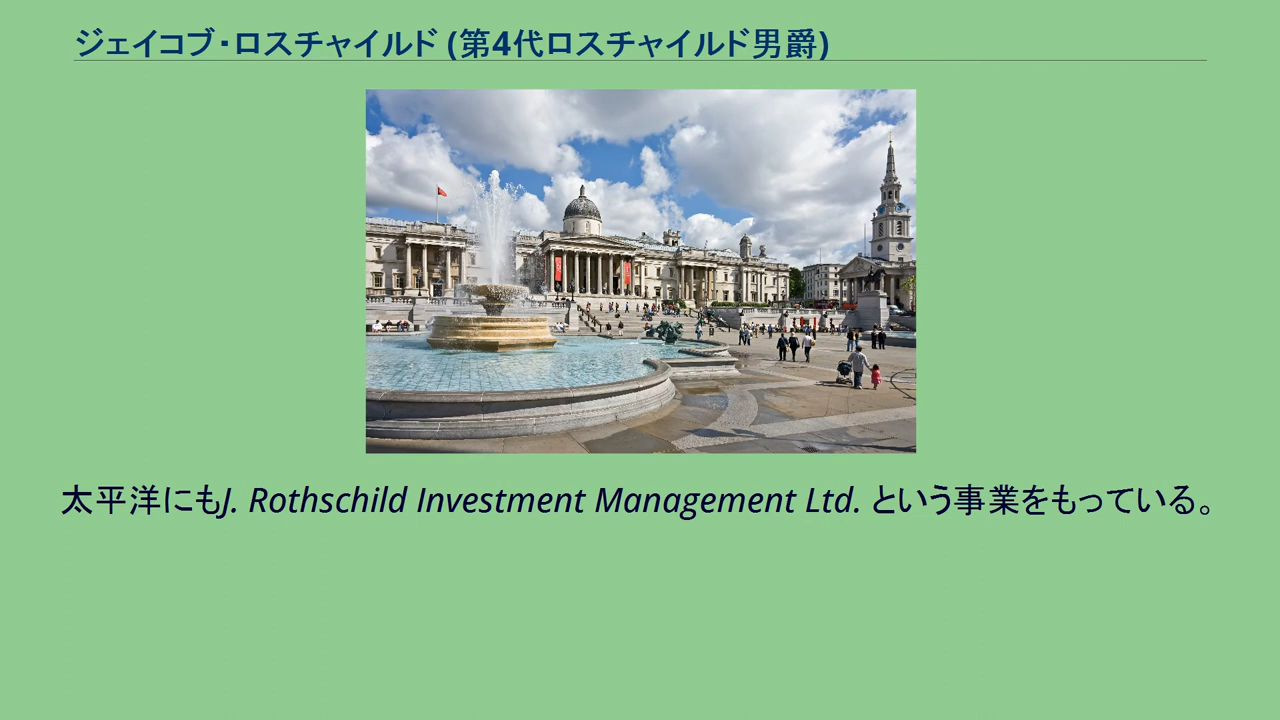 ジェイコブ・ロスチャイルド (第4代ロスチャイルド男爵)
太平洋にもJ. Rothschild Investment Management Ltd. という事業をもっている。